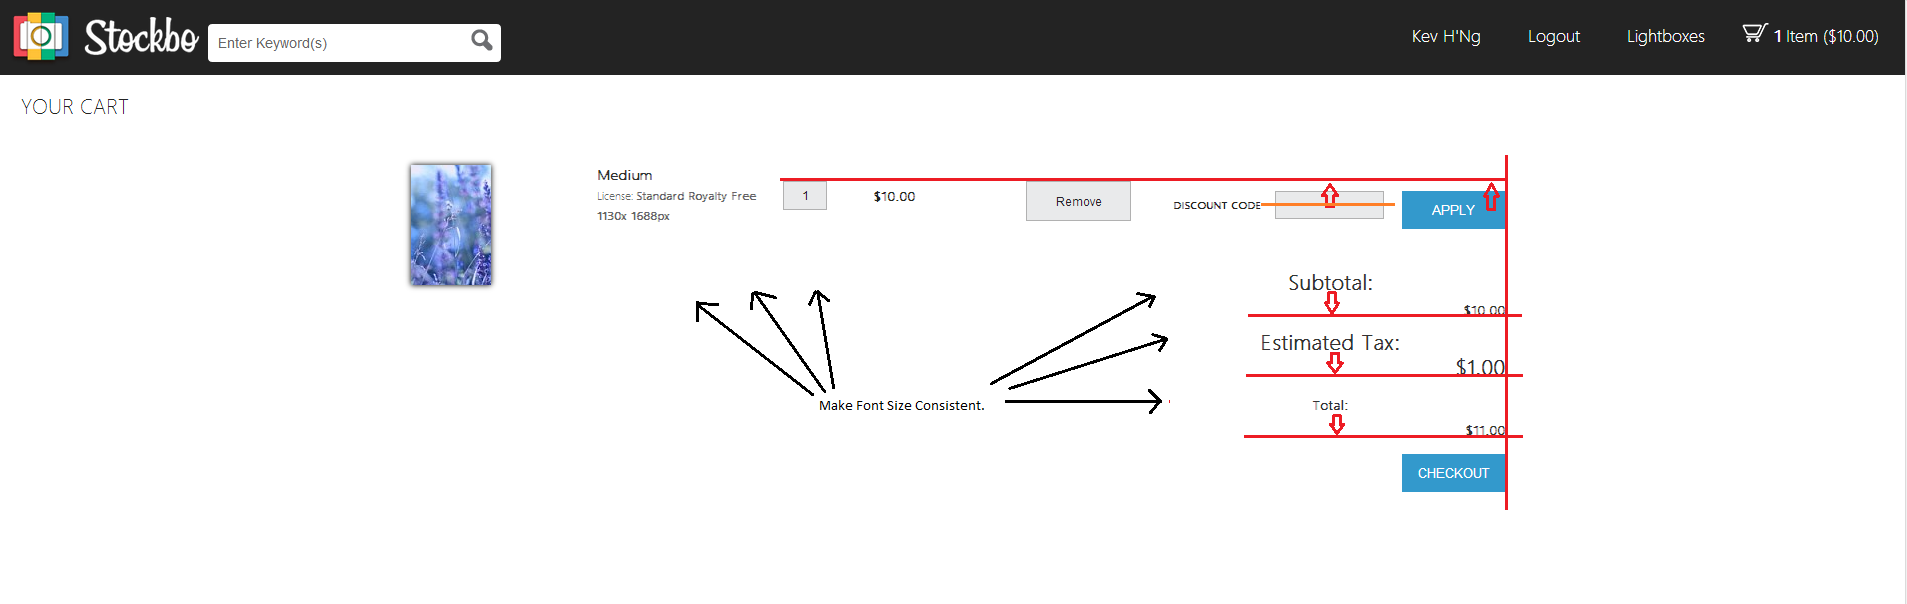 Stockbo
Enter Keyword(s)
Kev H'Ng
Logout
Lightboxes
1 Item ($10.00)
YOUR CART
Medium
License: Standard Royalty Free
1130x 1688px
1
$10.00
Remove
DISCOUNT CODE
APPLY
Subtotal:
$10.00
Estimated Tax:
$1.00
Make Font Size Consistent.
Total:
$11.00
CHECKOUT